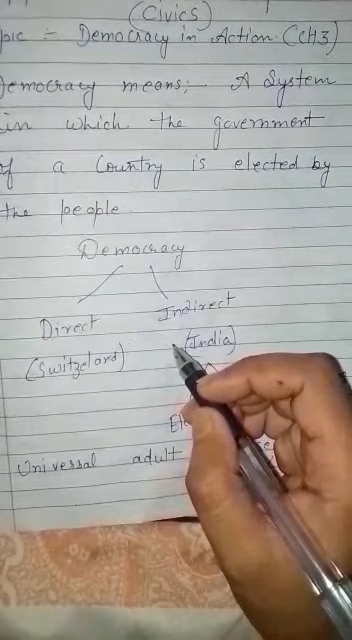 (Civics)
pic :- Democracy in Action. (CH3)
Democracy means:- A System
in which the government
of a Country is elected by
the people.
Democracy
Direct Indirect
(Switzelard) (India)
Universal adult